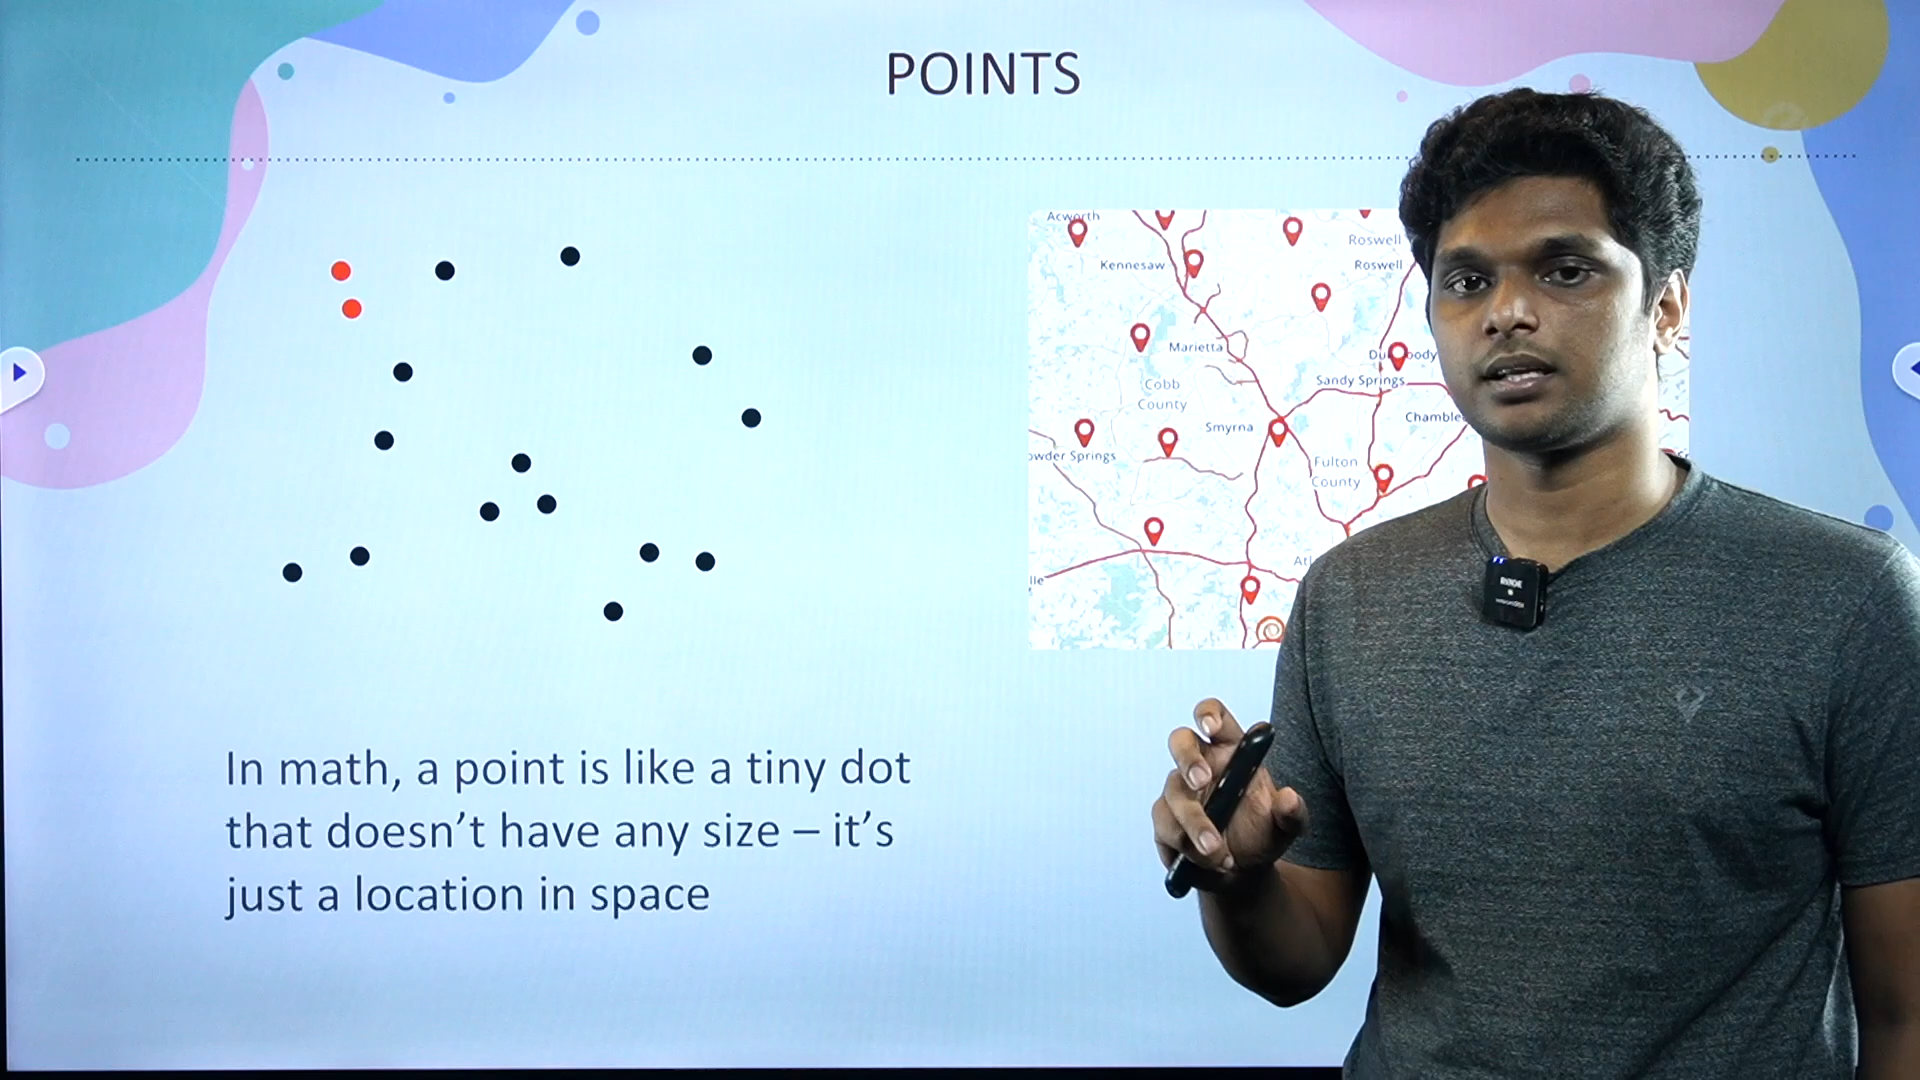 POINTS
Acworth
Roswell
Kennesaw
Roswell
Marietta
Sandy Springs
Cobb
County
Smyrna
Springs
Fulton
County
In math, a point is like a tiny dot
that doesn’t have any size – it’s
just a location in space